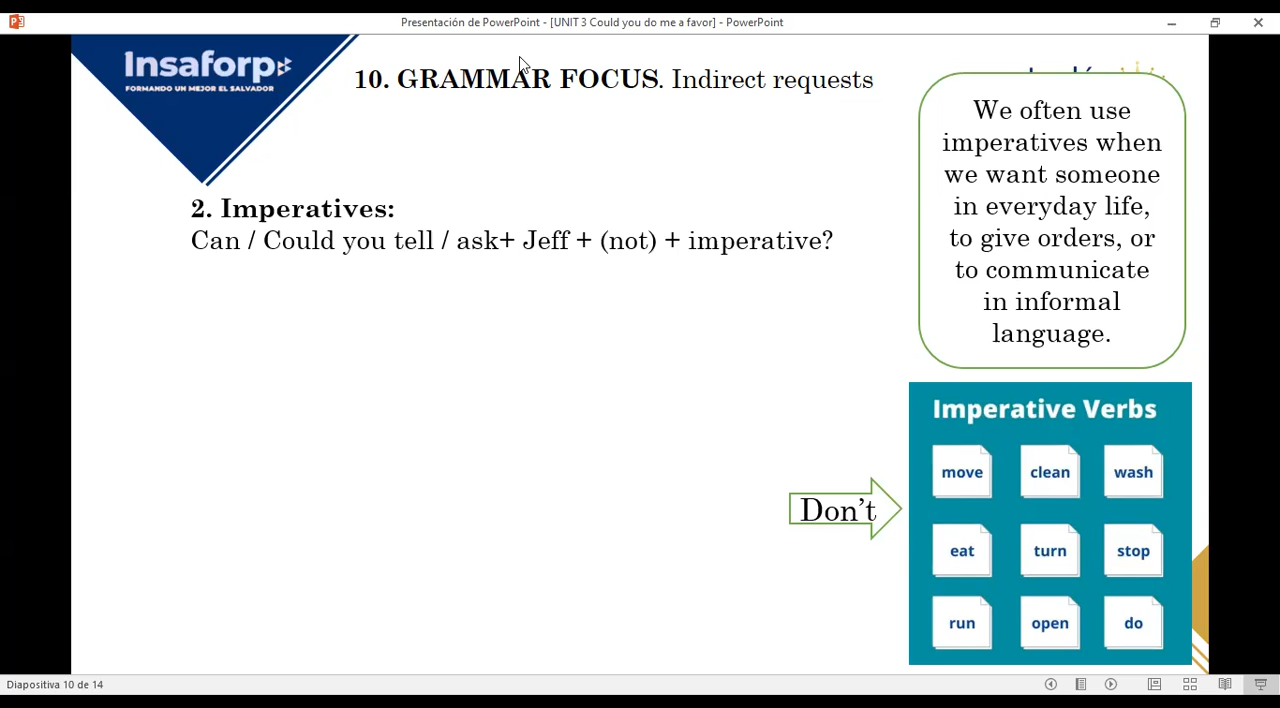 Presentación de PowerPoint - [UNIT 3 Could you do me a favor] - PowerPoint
Insaforp
FORMANDO UN MEJOR EL SALVADOR
10. GRAMMAR FOCUS. Indirect requests
We often use
imperatives when
we want someone
in everyday life,
to give orders, or
to communicate
in informal
language.
2. Imperatives:
Can / Could you tell / ask+ Jeff + (not) + imperative?
Imperative Verbs
move clean wash
Don’t
eat turn stop
run open do
Diapositiva 10 de 14